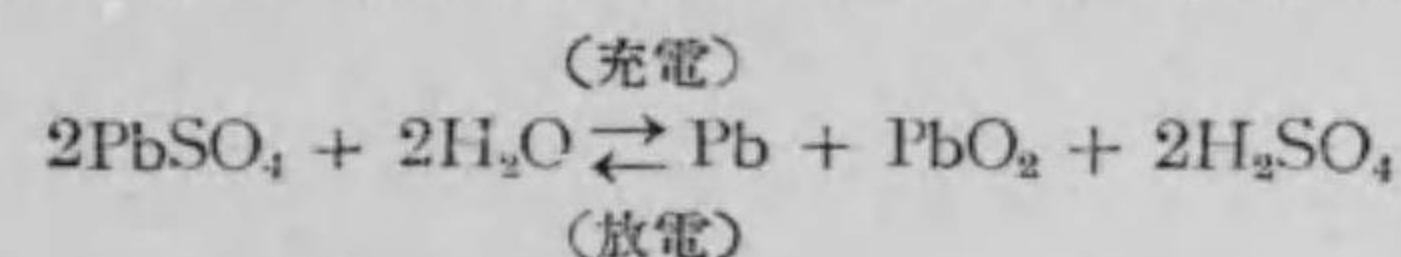 （充電）
2PbSO₄ + 2H₂O ⇄ Pb + PbO₂ + 2H₂SO₄
（放電）